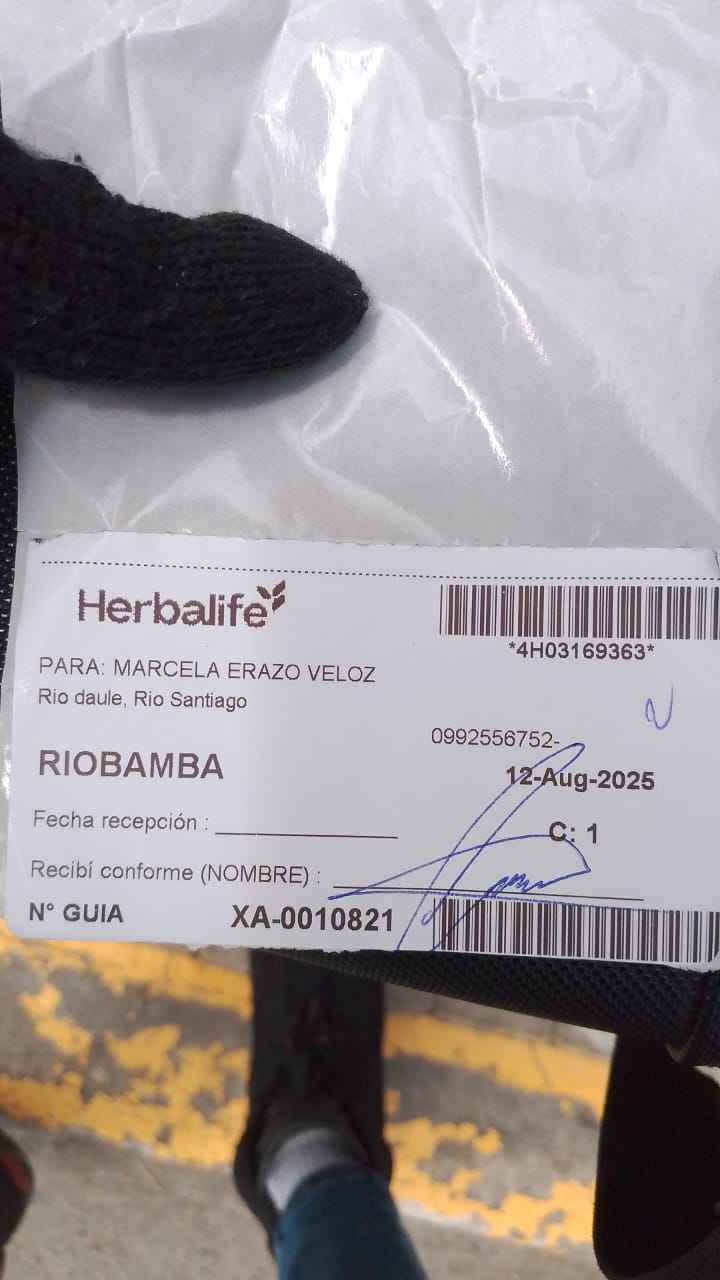 Herbalife
*4H03169363*
PARA: MARCELA ERAZO VELOZ
Rio daule, Rio Santiago
N
0992556752-
RIOBAMBA
12-Aug-2025
Fecha recepción :
C: 1
Recibí conforme (NOMBRE) :
N° GUIA XA-0010821